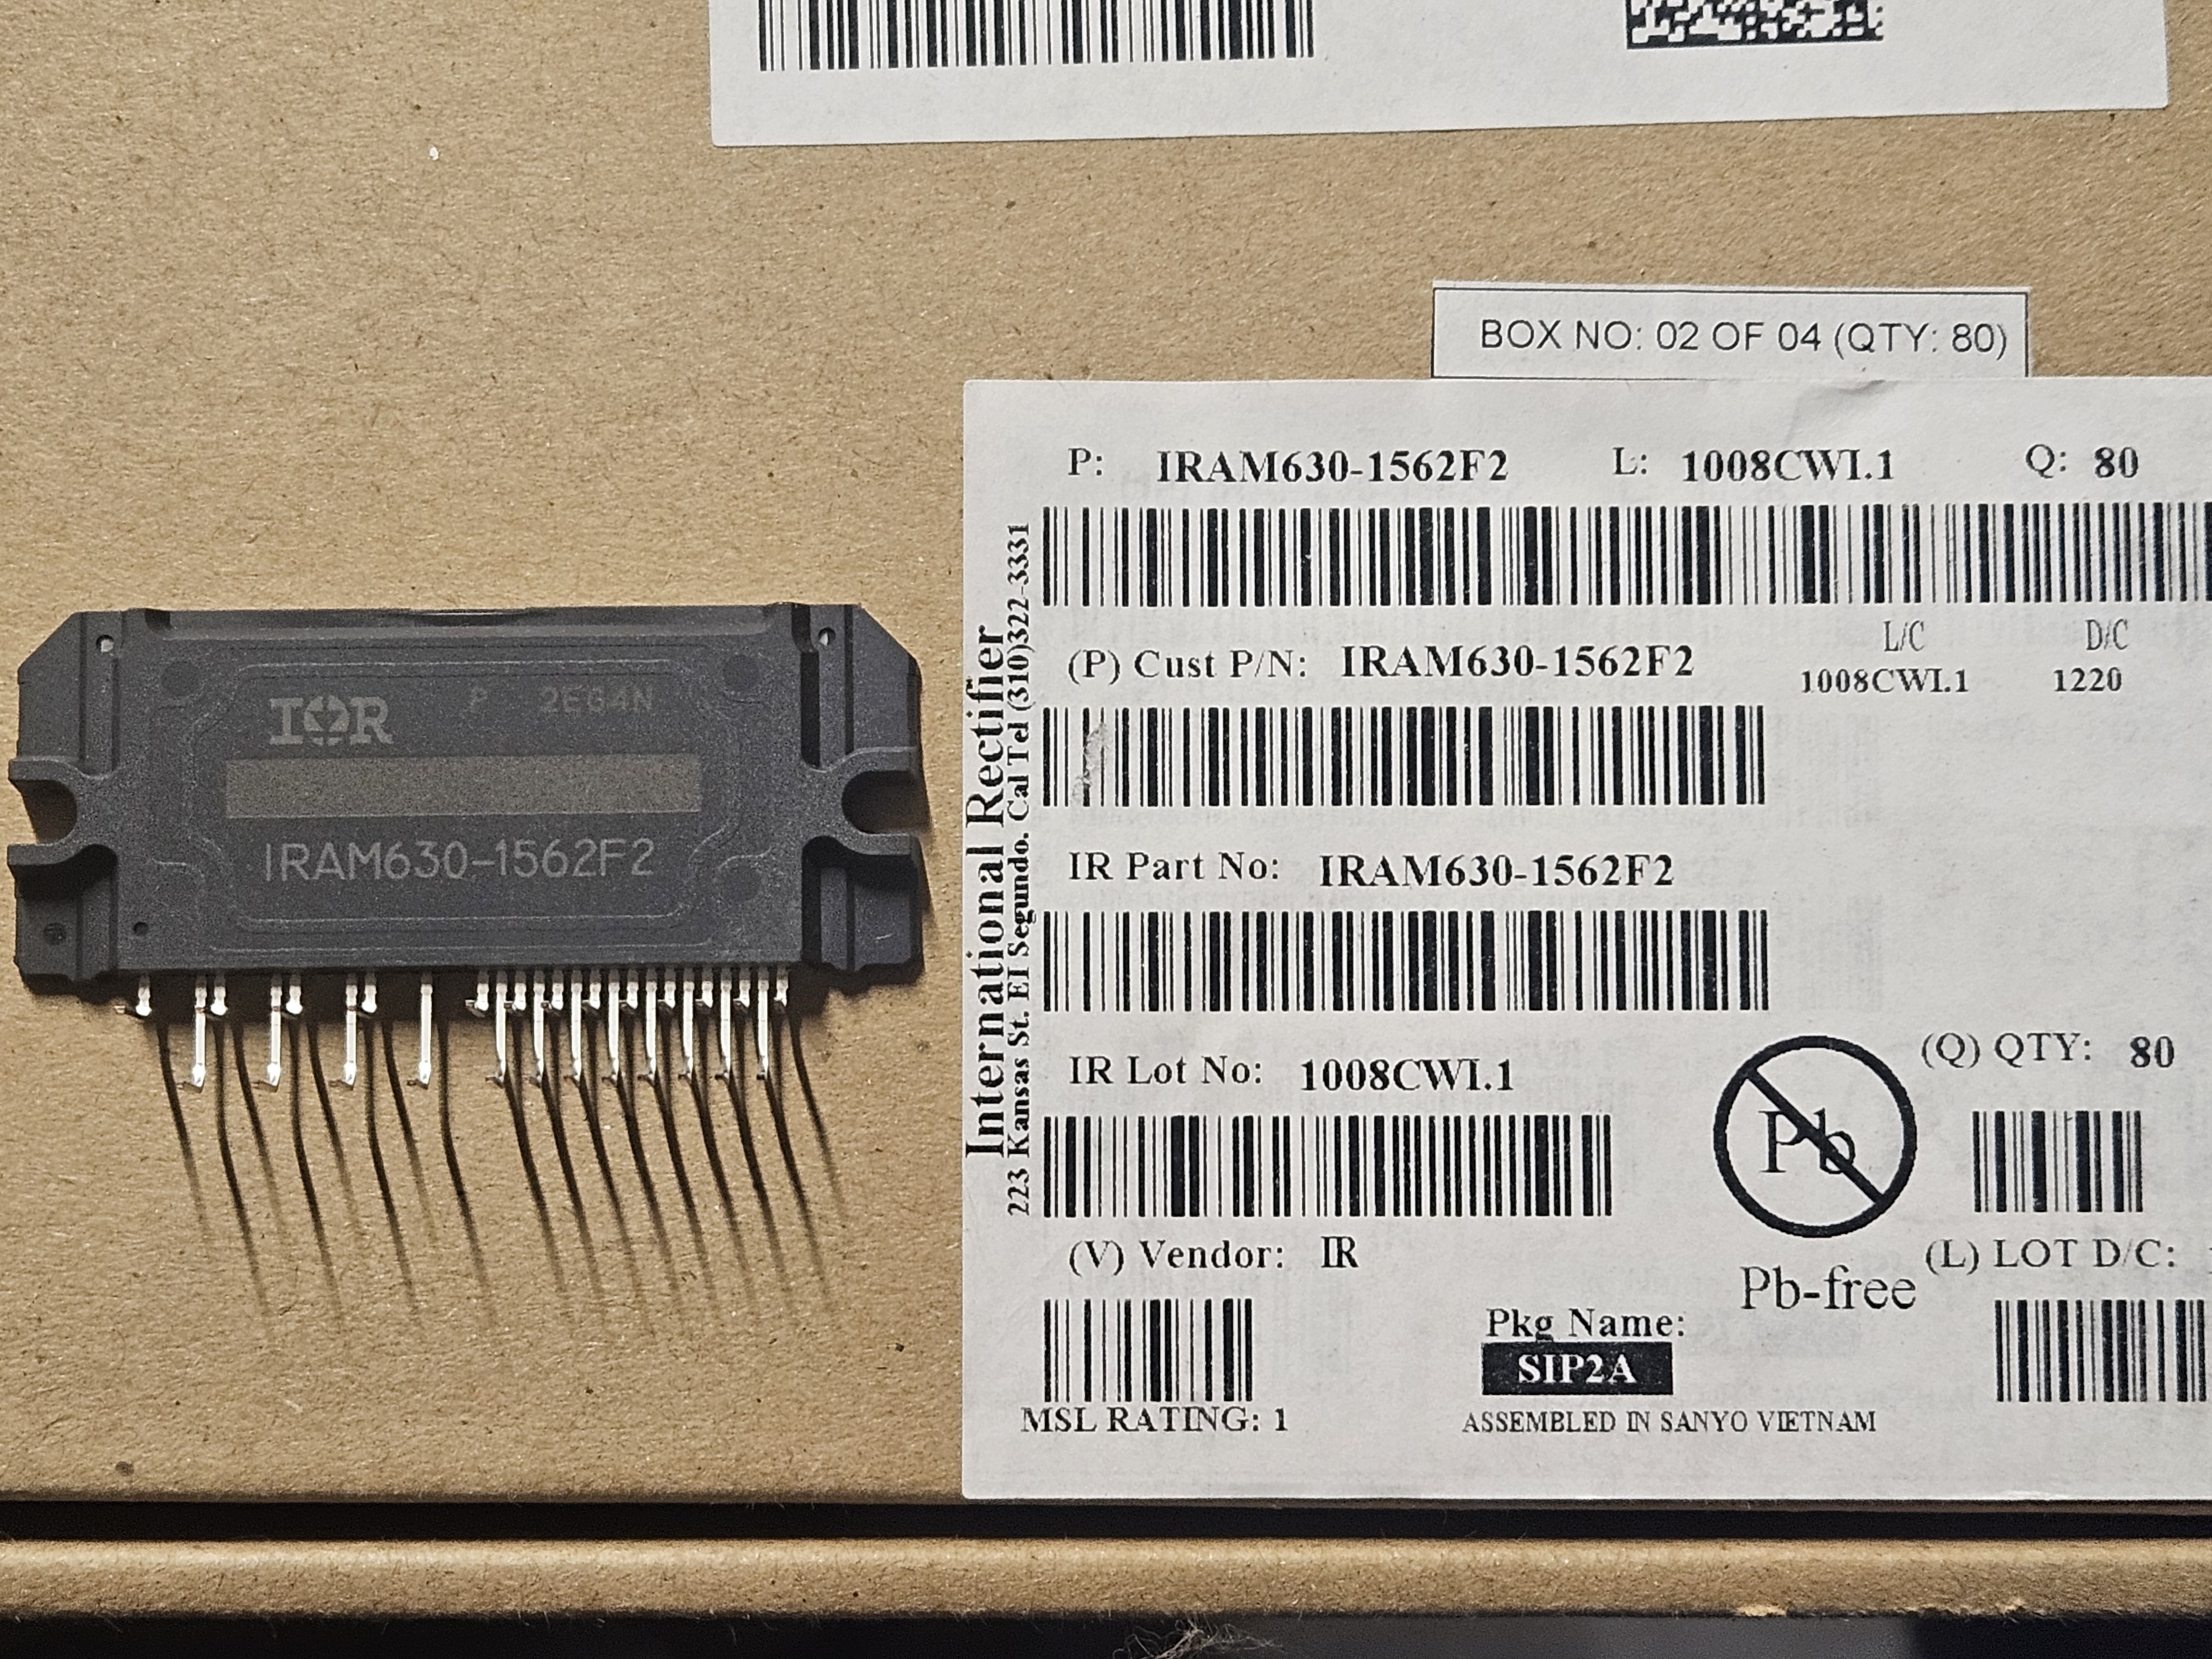 BOX NO: 02 OF 04 (QTY: 80)
P: IRAM630-1562F2 L: 1008CWI.1 Q: 80
L/C D/C
(P) Cust P/N: IRAM630-1562F2 1008CWI.1 1220
IR Part No: IRAM630-1562F2
IR Lot No: 1008CWI.1
(Q) QTY: 80
Pb
Pb-free
(V) Vendor: IR
(L) LOT D/C:
Pkg Name:
SIP2A
MSL RATING: 1
ASSEMBLED IN SANYO VIETNAM
International Rectifier
223 Kansas St. El Segundo. Cal Tel (310)322-3331
IOR P 2EG4N
IRAM630-1562F2